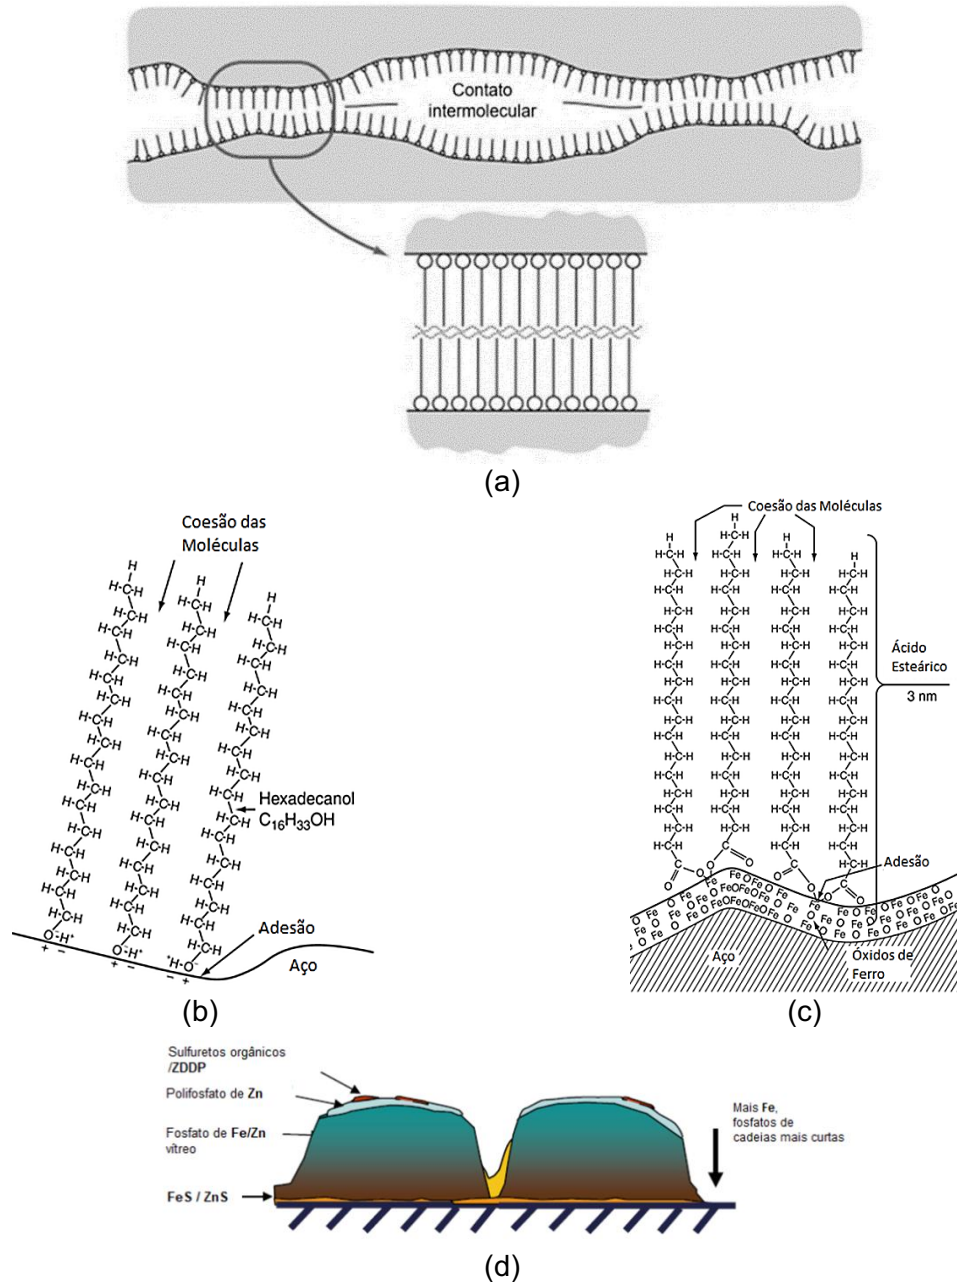 Contato
intermolecular
(a)
Coesão das
Moléculas
Hexadecanol
C₁₆H₃₃OH
Adesão
Aço
(b)
Coesão das Moléculas
Ácido
Esteárico
3 nm
Adesão
Aço
Óxidos de
Ferro
(c)
Sulfuretos orgânicos
/ZDDP
Polifosfato de Zn
Fosfato de Fe/Zn
vítreo
FeS / ZnS
Mais Fe,
fosfatos de
cadeias mais curtas
(d)